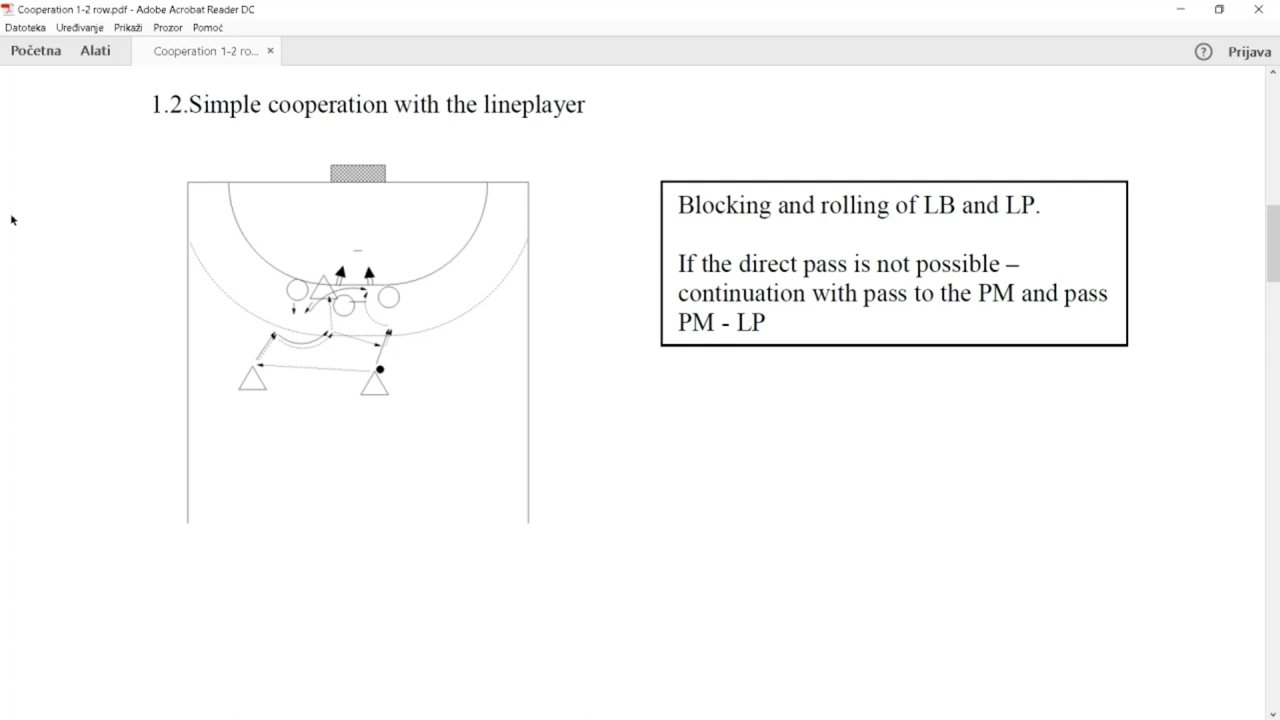 Cooperation 1-2 row.pdf - Adobe Acrobat Reader DC
Datoteka Uređivanje Prikaži Prozor Pomoć
Početna Alati Cooperation 1-2 ro... × ? Prijava
1.2.Simple cooperation with the lineplayer
Blocking and rolling of LB and LP.
If the direct pass is not possible –
continuation with pass to the PM and pass
PM - LP